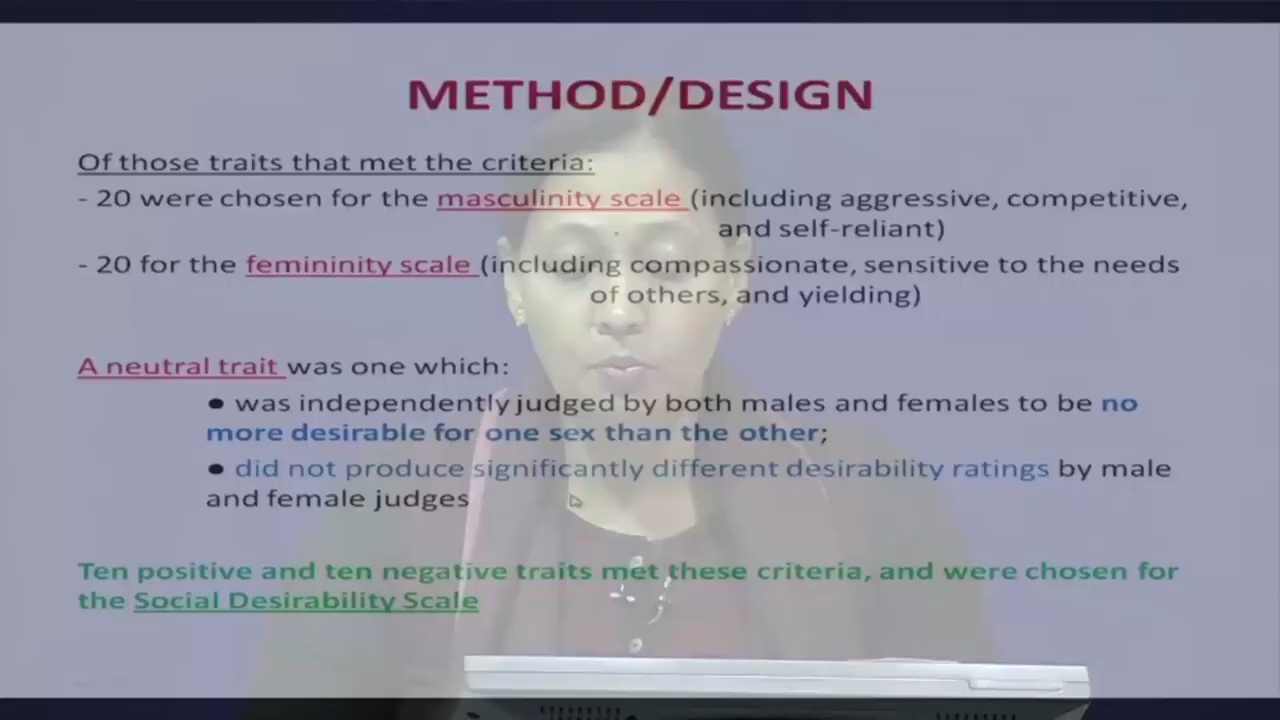 METHOD/DESIGN
Of those traits that met the criteria:
- 20 were chosen for the masculinity scale (including aggressive, competitive,
and self-reliant)
- 20 for the femininity scale (including compassionate, sensitive to the needs
of others, and yielding)
A neutral trait was one which:
● was independently judged by both males and females to be no
more desirable for one sex than the other;
● did not produce significantly different desirability ratings by male
and female judges
Ten positive and ten negative traits met these criteria, and were chosen for
the Social Desirability Scale